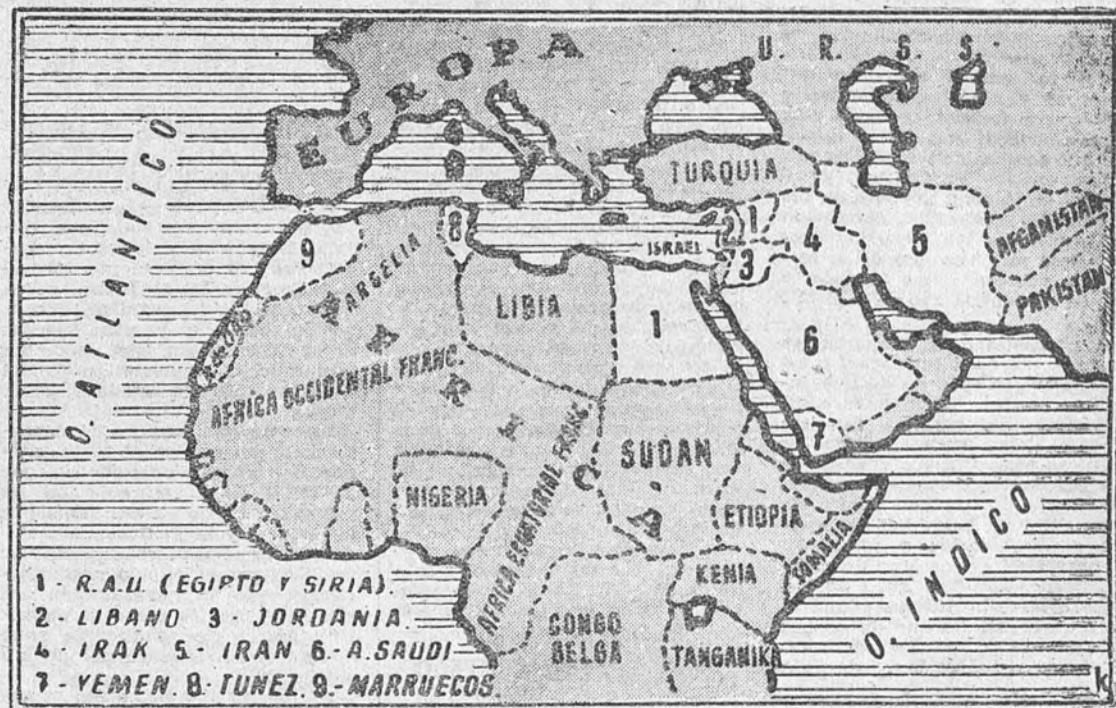 EUROPA
U. R. S. S.
O. ATLANTICO
TURQUIA
1
2
8
ISRAEL
4
5
AFGANISTAN
9
ARGELIA
3
PAKISTAN
LIBIA
1
6
AFRICA OCCIDENTAL FRANC.
AFRICA
7
SUDAN
NIGERIA
AFRICA ECUATORIAL FRANC.
ETIOPIA
SOMALIA
KENIA
O. INDICO
CONGO
BELGA
TANGANIKA
1 - R.A.U. (EGIPTO Y SIRIA).
2 - LIBANO 3 - JORDANIA.
4 - IRAK 5 - IRAN 6.- A.SAUDI
7 - YEMEN. 8.- TUNEZ. 9.- MARRUECOS.